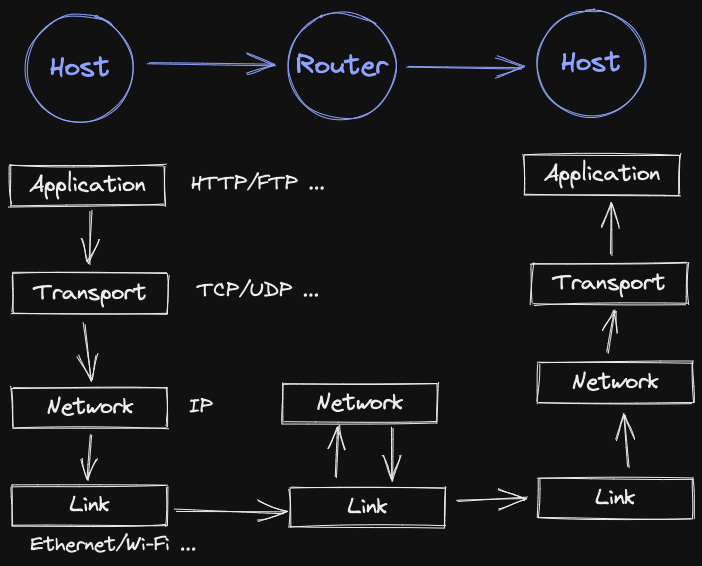 Host
Router
Host
Application
HTTP/FTP ...
Application
Transport
TCP/UDP ...
Transport
Network
IP
Network
Network
Link
Link
Link
Ethernet/Wi-Fi ...